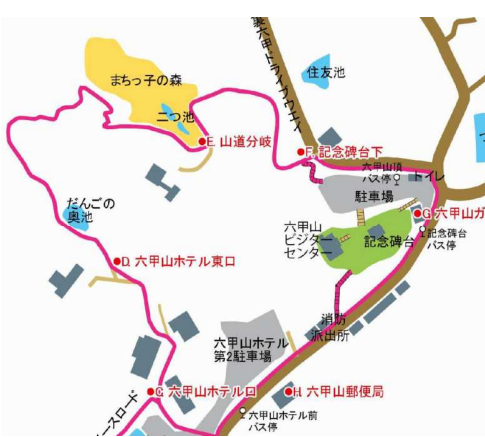 裏六甲ドライブウェイ
まちっ子の森
住友池
二つ池
E. 山道分岐
F. 記念碑台下
六甲山頂
バス停
トイレ
駐車場
だんごの
奥池
G 六甲山ガ
六甲山
ビジター
センター
記念碑台
記念碑台
バス停
D. 六甲山ホテル東口
消防
派出所
六甲山ホテル
第2駐車場
C 六甲山ホテル口
H. 六甲山郵便局
ースロード
六甲山ホテル前
バス停